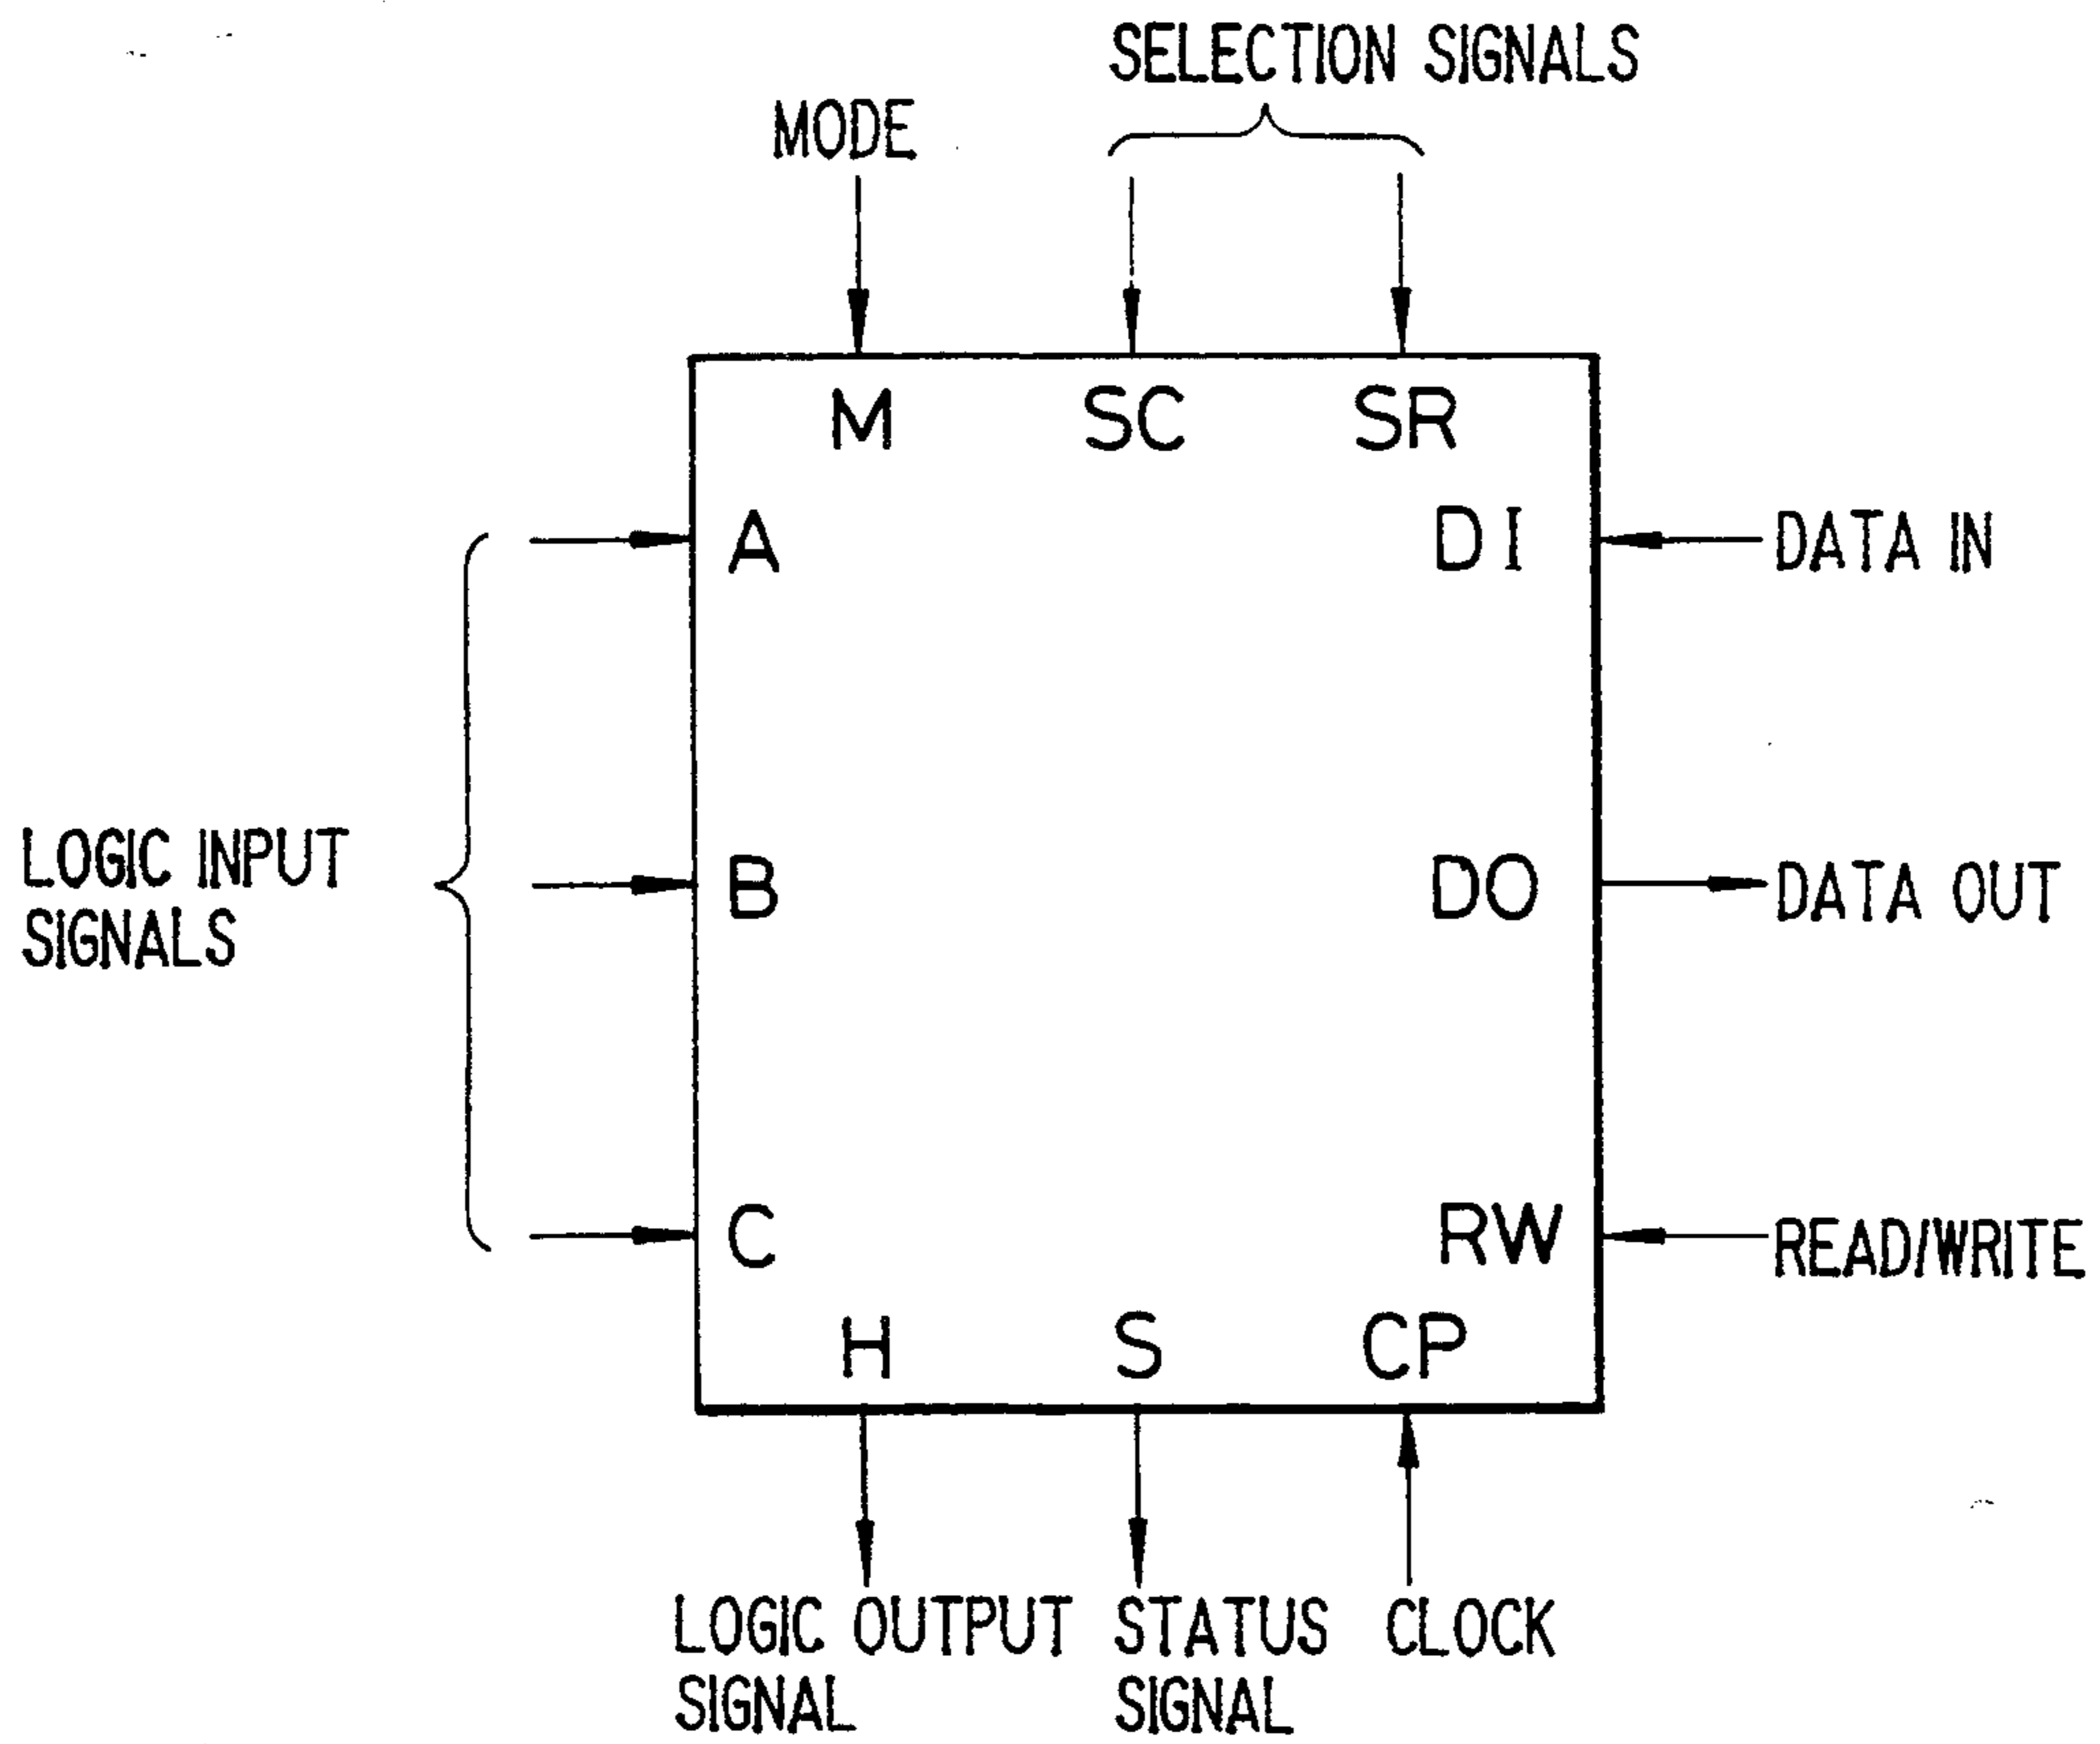 SELECTION SIGNALS
MODE
M SC SR
A DI DATA IN
LOGIC INPUT
SIGNALS
B DO DATA OUT
C RW READ/WRITE
H S CP
LOGIC OUTPUT
SIGNAL
STATUS
SIGNAL
CLOCK